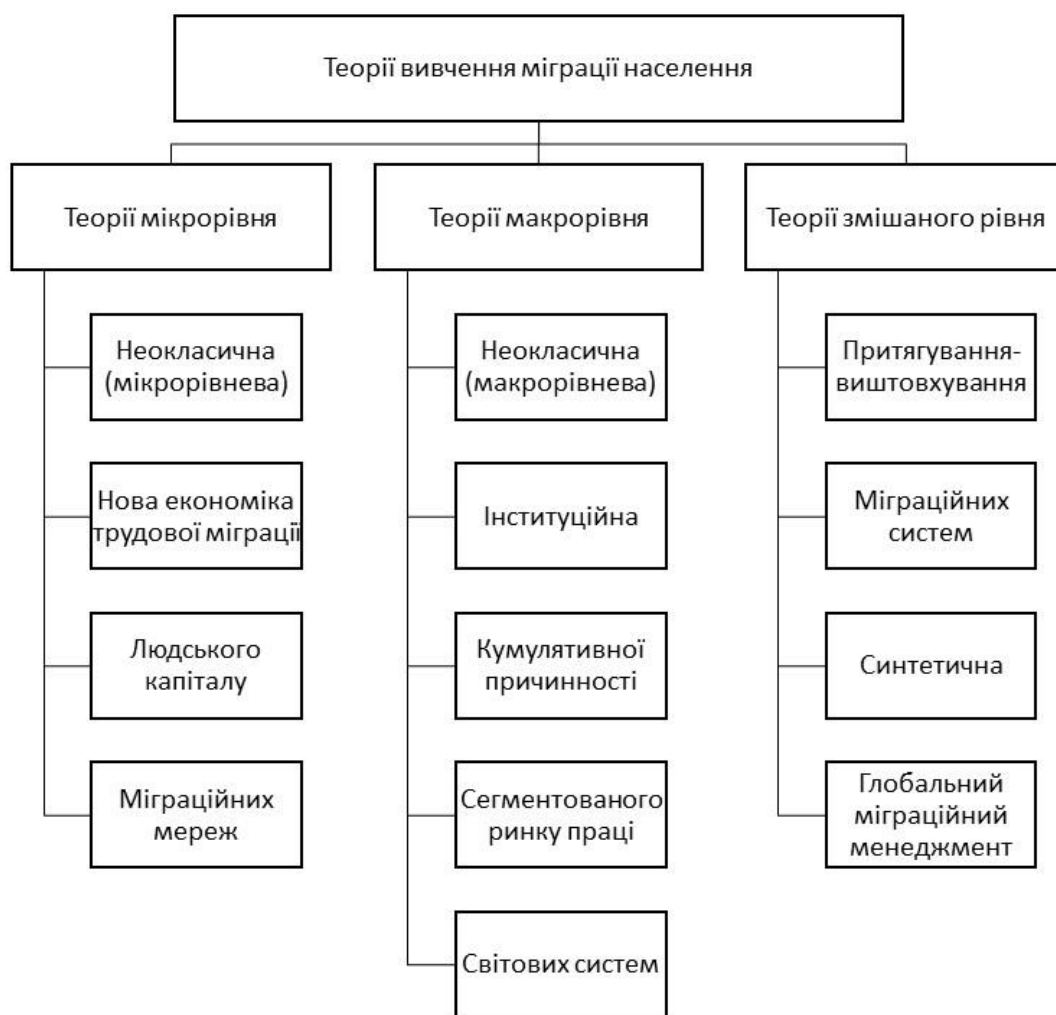 Теорії вивчення міграції населення
Теорії мікрорівня
Теорії макрорівня
Теорії змішаного рівня
Неокласична
(мікрорівнева)
Нова економіка
трудової міграції
Людського
капіталу
Міграційних
мереж
Неокласична
(макрорівнева)
Інституційна
Кумулятивної
причинності
Сегментованого
ринку праці
Світових систем
Притягування-
виштовхування
Міграційних
систем
Синтетична
Глобальний
міграційний
менеджмент